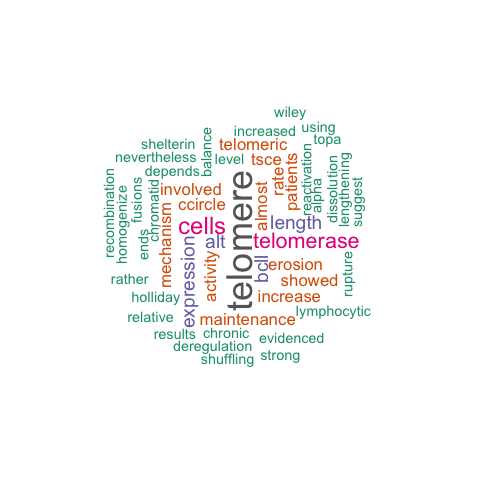 wiley
increased
using
topa
shelterin
balance
telomeric
nevertheless
level
tsce
depends
rate
patients
reactivation
alpha
dissolution
lengthening
suggest
recombination
homogenize
fusions
chromatid
ends
involved
ccircle
mechanism
cells
alt
expression
activity
telomere
almost
length
telomerase
bcll
erosion
showed
rupture
increase
rather
holliday
relative
maintenance
lymphocytic
results
chronic
evidenced
deregulation
shuffling
strong